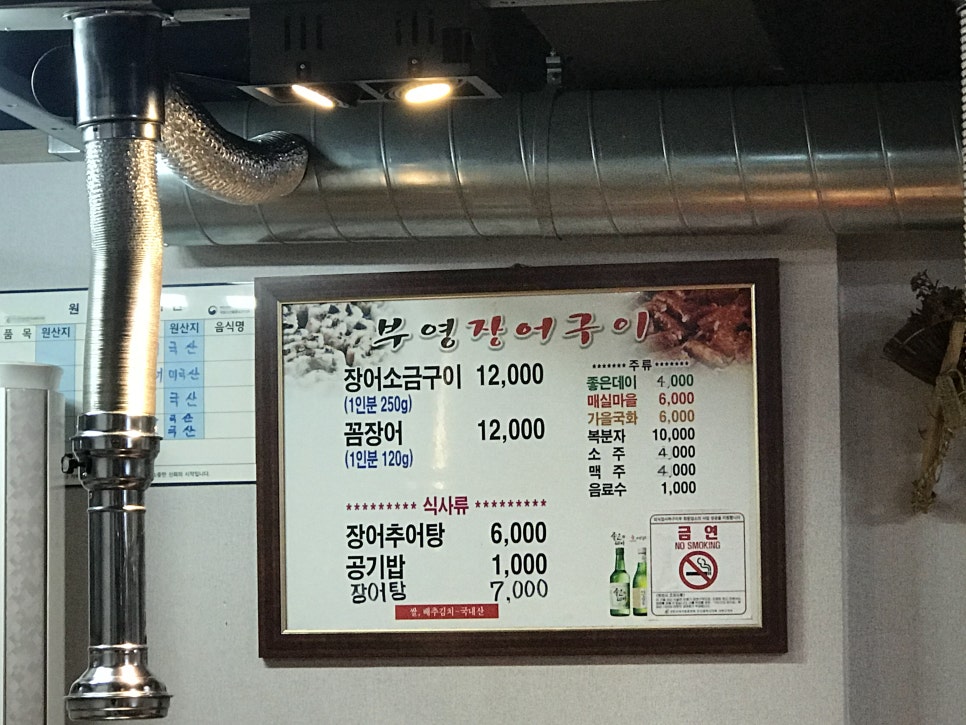 부영장어구이
장어소금구이 12,000
(1인분 250g)
꼼장어 12,000
(1인분 120g)
********* 식사류 *********
장어추어탕 6,000
공기밥 1,000
장어탕 7,000
쌀, 배추김치-국내산
******* 주류 *******
좋은데이 4,000
매실마을 6,000
가을국화 6,000
복분자 10,000
소 주 4,000
맥 주 4,000
음료수 1,000
금 연
NO SMOKING
원
품 목 원산지
원산지 음식명
국 산
미국산
국 산
국 산
국 산